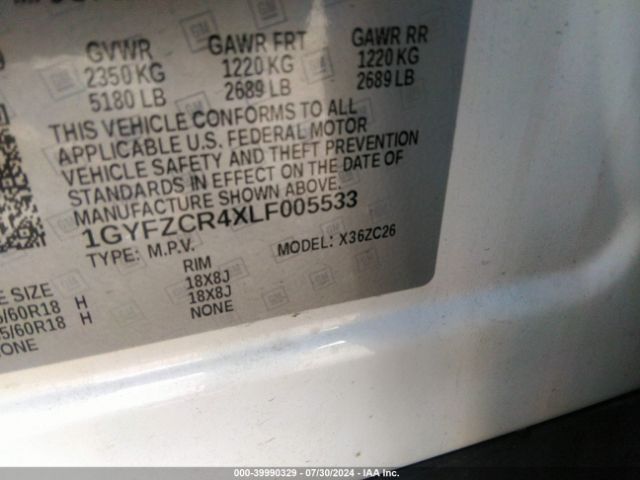 GVWR GAWR FRT GAWR RR
2350 KG 1220 KG 1220 KG
5180 LB 2689 LB 2689 LB
THIS VEHICLE CONFORMS TO ALL
APPLICABLE U.S. FEDERAL MOTOR
VEHICLE SAFETY AND THEFT PREVENTION
STANDARDS IN EFFECT ON THE DATE OF
MANUFACTURE SHOWN ABOVE.
1GYFZCR4XLF005533
TYPE: M.P.V. MODEL: X36ZC26
SIZE RIM
/60R18 H 18X8J
5/60R18 H 18X8J
NONE
000-39990329 - 07/30/2024 - IAA Inc.